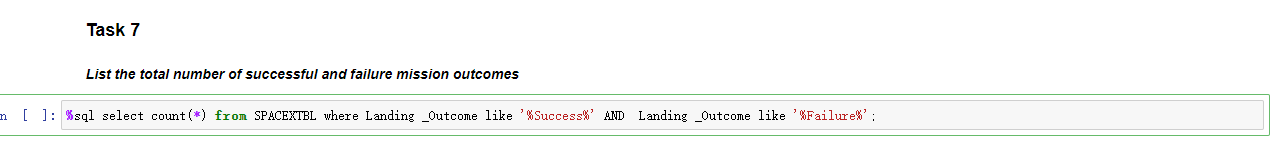 Task 7
List the total number of successful and failure mission outcomes
n [ ]: %sql select count(*) from SPACEXTBL where Landing _Outcome like '%Success%' AND  Landing _Outcome like '%Failure%';